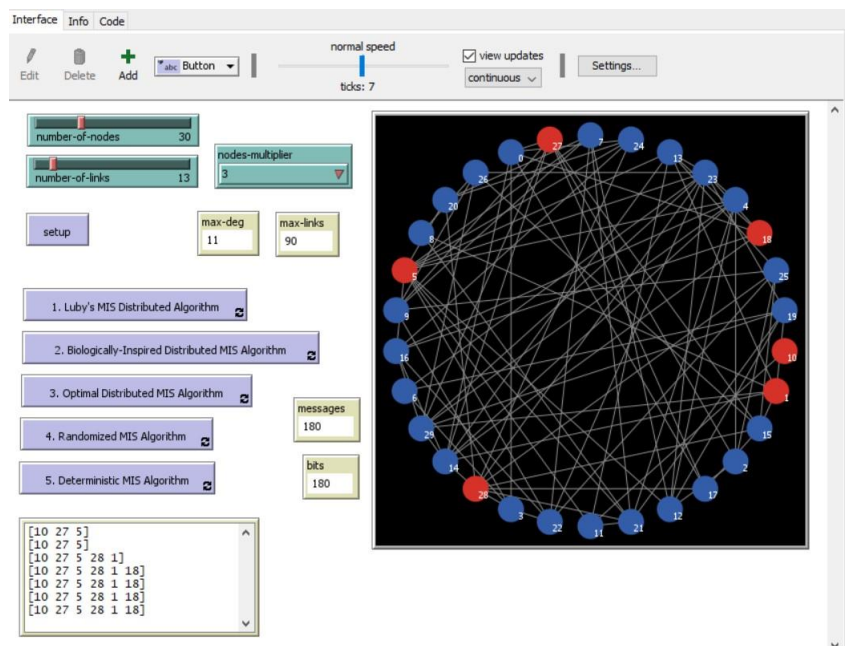 Interface Info Code
Edit Delete Add abc Button normal speed ticks: 7 view updates continuous Settings...
number-of-nodes 30
number-of-links 13
nodes-multiplier
3
setup
max-deg
11
max-links
90
1. Luby's MIS Distributed Algorithm
2. Biologically-Inspired Distributed MIS Algorithm
3. Optimal Distributed MIS Algorithm
4. Randomized MIS Algorithm
5. Deterministic MIS Algorithm
messages
180
bits
180
[10 27 5]
[10 27 5]
[10 27 5 28 1]
[10 27 5 28 1 18]
[10 27 5 28 1 18]
[10 27 5 28 1 18]
[10 27 5 28 1 18]
7
24
13
23
4
18
25
19
10
1
15
2
17
12
21
11
22
3
28
14
29
6
16
9
5
8
20
26
0
27